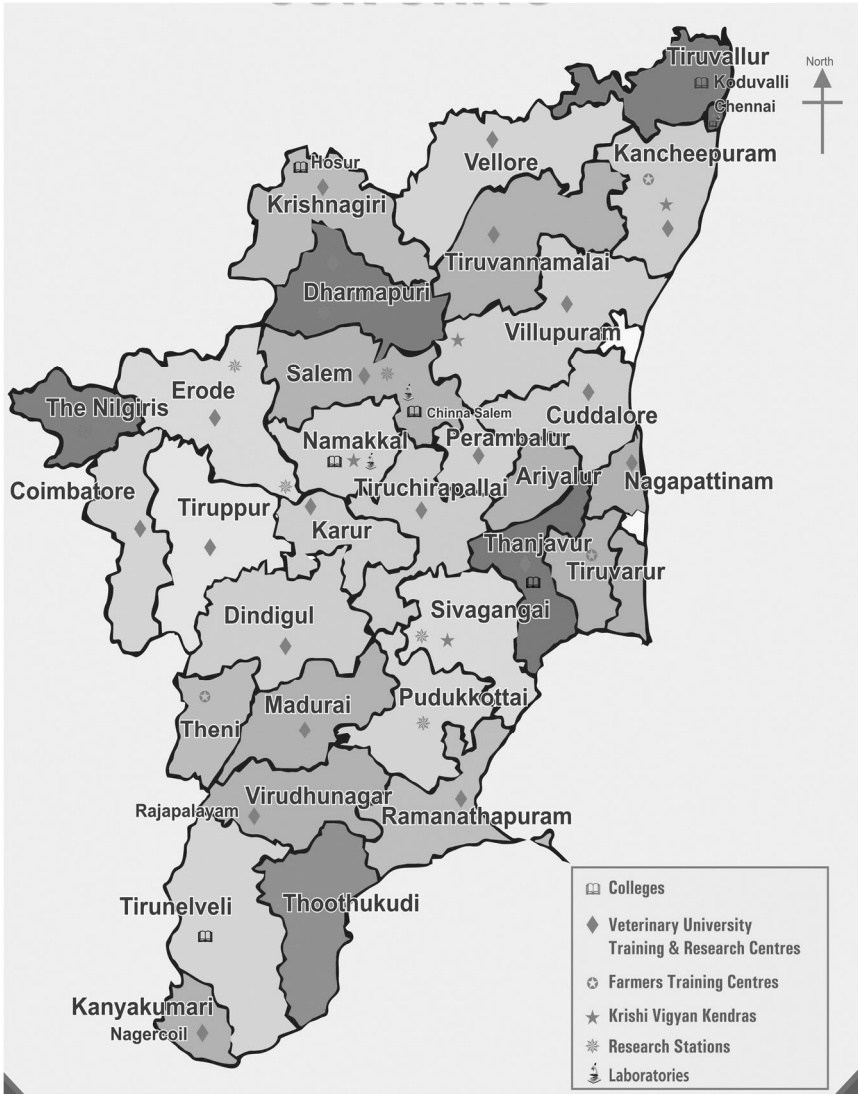 Tiruvallur
Koduvalli
Chennai
North
Vellore
Kancheepuram
Hosur
Krishnagiri
Tiruvannamalai
Dharmapuri
Villupuram
Salem
Erode
The Nilgiris
Chinna Salem
Cuddalore
Namakkal
Perambalur
Ariyalur
Nagapattinam
Coimbatore
Tiruchirapallai
Tiruppur
Karur
Thanjavur
Tiruvarur
Dindigul
Sivagangai
Pudukkottai
Madurai
Theni
Virudhunagar
Rajapalayam
Ramanathapuram
Tirunelveli
Thoothukudi
Kanyakumari
Nagercoil
Colleges
Veterinary University
Training & Research Centres
Farmers Training Centres
Krishi Vigyan Kendras
Research Stations
Laboratories